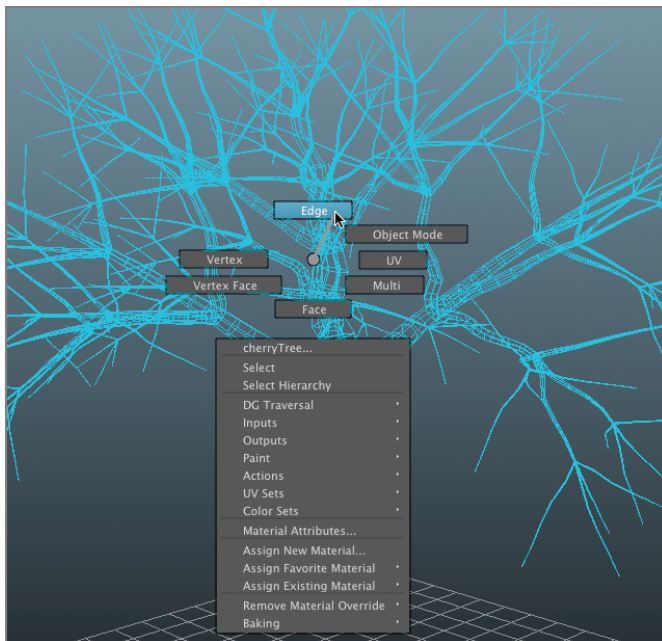 Edge
Object Mode
Vertex
UV
Vertex Face
Multi
Face
cherryTree...
Select
Select Hierarchy
DG Traversal
Inputs
Outputs
Paint
Actions
UV Sets
Color Sets
Material Attributes...
Assign New Material...
Assign Favorite Material
Assign Existing Material
Remove Material Override
Baking